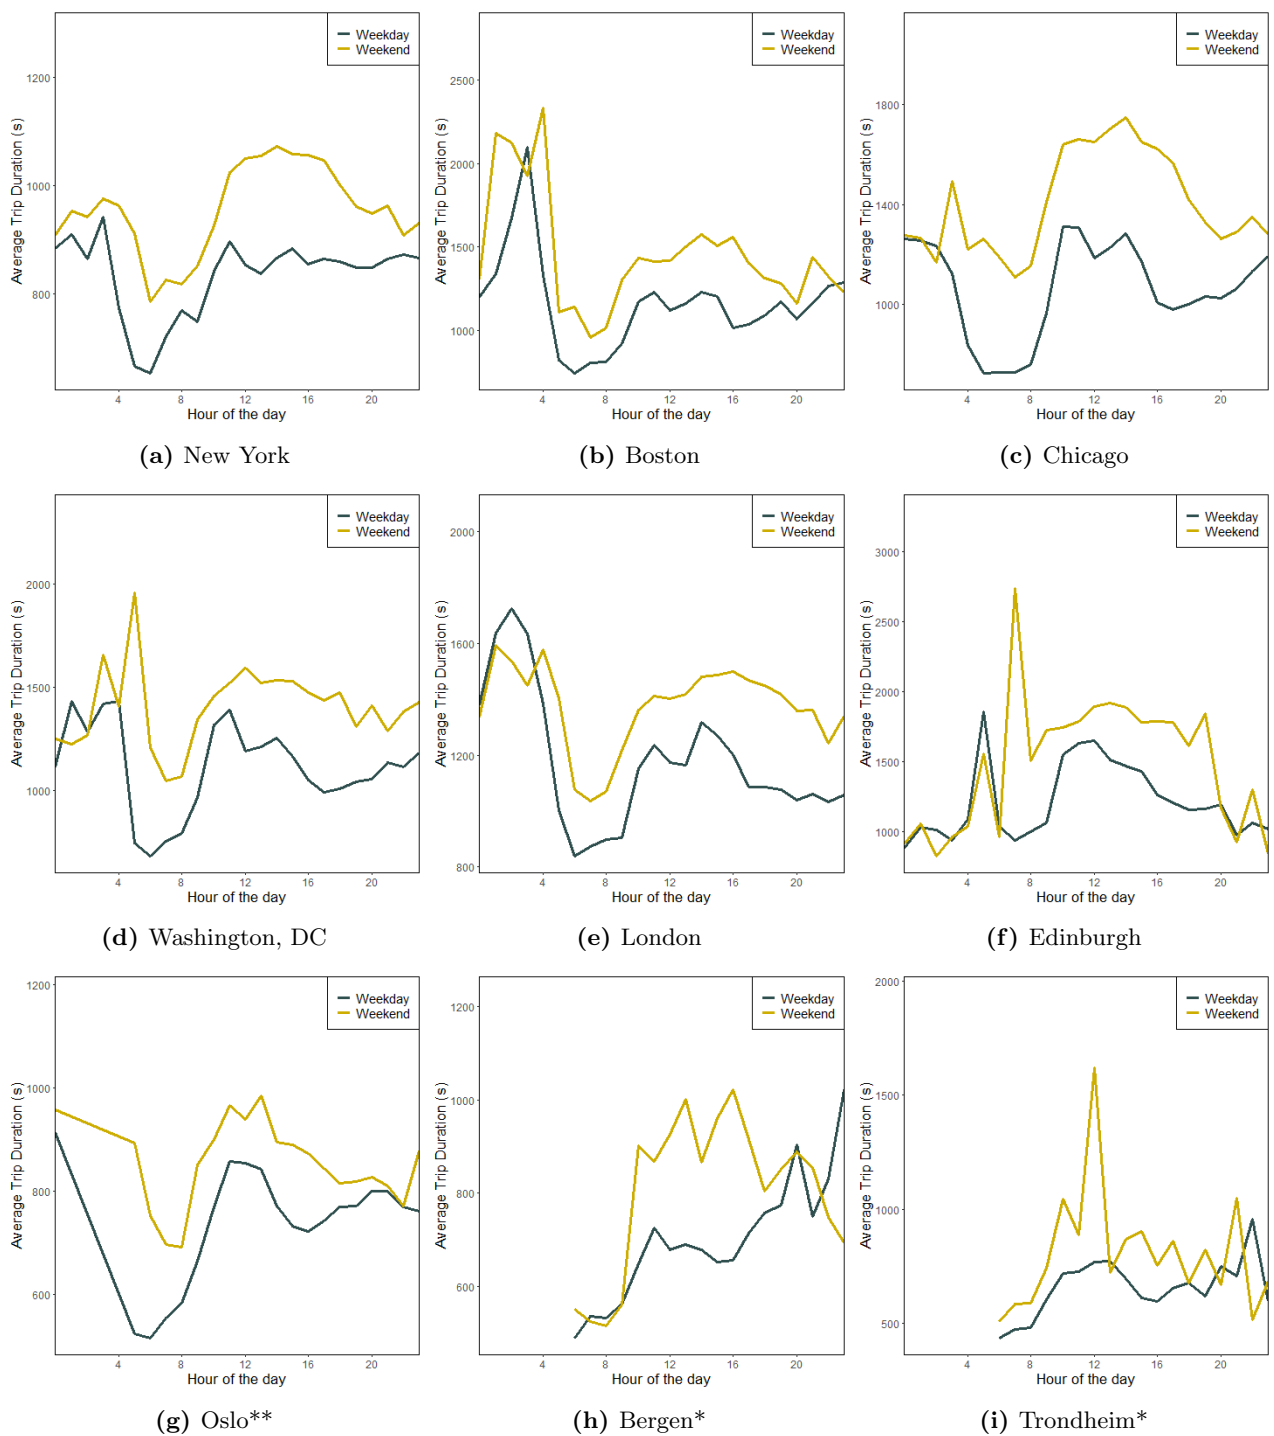 Weekday
Weekend
1200
1000
800
Average Trip Duration (s)
4 8 12 16 20
Hour of the day
(a) New York
Weekday
Weekend
2500
2000
1500
1000
Average Trip Duration (s)
4 8 12 16 20
Hour of the day
(b) Boston
Weekday
Weekend
1800
1400
1000
Average Trip Duration (s)
4 8 12 16 20
Hour of the day
(c) Chicago
Weekday
Weekend
2000
1500
1000
Average Trip Duration (s)
4 8 12 16 20
Hour of the day
(d) Washington, DC
Weekday
Weekend
2000
1600
1200
800
Average Trip Duration (s)
4 8 12 16 20
Hour of the day
(e) London
Weekday
Weekend
3000
2500
2000
1500
1000
Average Trip Duration (s)
4 8 12 16 20
Hour of the day
(f) Edinburgh
Weekday
Weekend
1200
1000
800
600
Average Trip Duration (s)
4 8 12 16 20
Hour of the day
(g) Oslo**
Weekday
Weekend
1200
1000
800
600
Average Trip Duration (s)
4 8 12 16 20
Hour of the day
(h) Bergen*
Weekday
Weekend
2000
1500
1000
500
Average Trip Duration (s)
4 8 12 16 20
Hour of the day
(i) Trondheim*